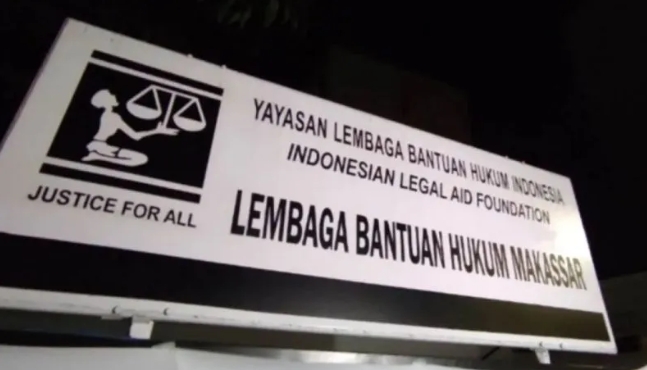 YAYASAN LEMBAGA BANTUAN HUKUM INDONESIA
INDONESIAN LEGAL AID FOUNDATION
LEMBAGA BANTUAN HUKUM MAKASSAR
JUSTICE FOR ALL